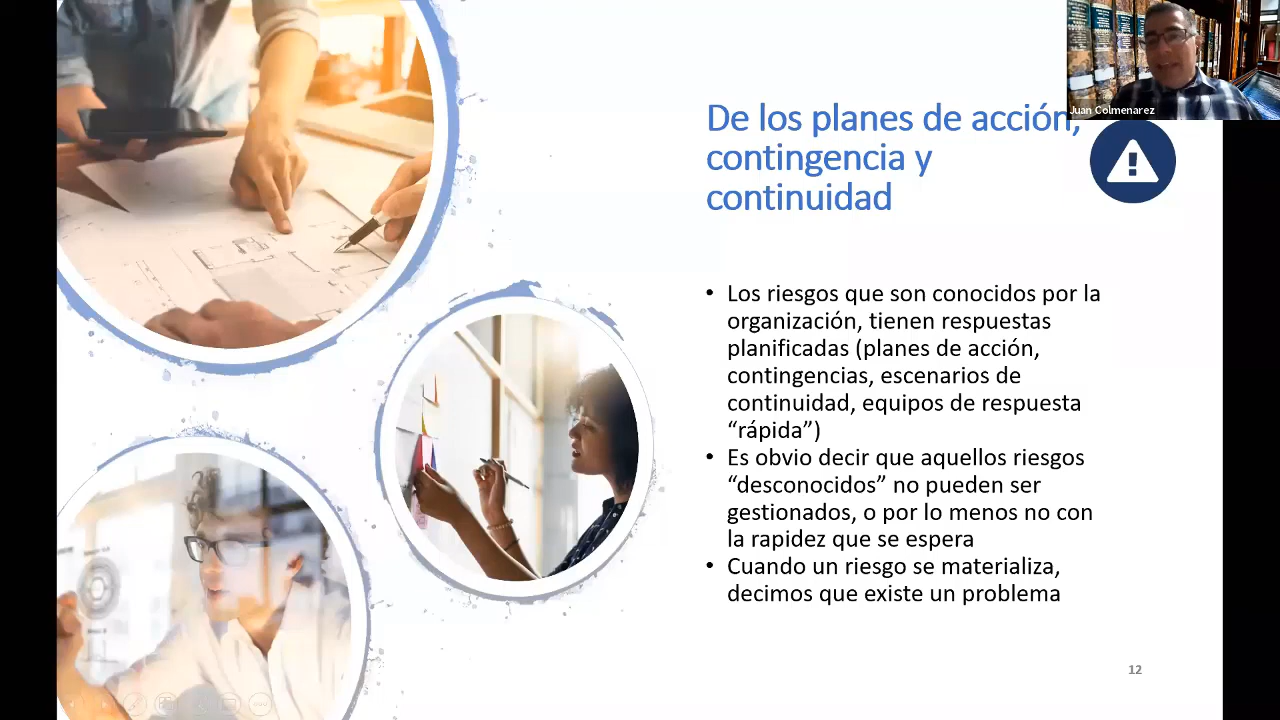 Juan Colmenarez
De los planes de acción,
contingencia y
continuidad
• Los riesgos que son conocidos por la
organización, tienen respuestas
planificadas (planes de acción,
contingencias, escenarios de
continuidad, equipos de respuesta
“rápida”)
• Es obvio decir que aquellos riesgos
“desconocidos” no pueden ser
gestionados, o por lo menos no con
la rapidez que se espera
• Cuando un riesgo se materializa,
decimos que existe un problema
12